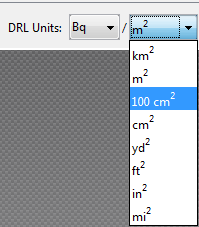 DRL Units: Bq / m²
km²
m²
100 cm²
cm²
yd²
ft²
in²
mi²